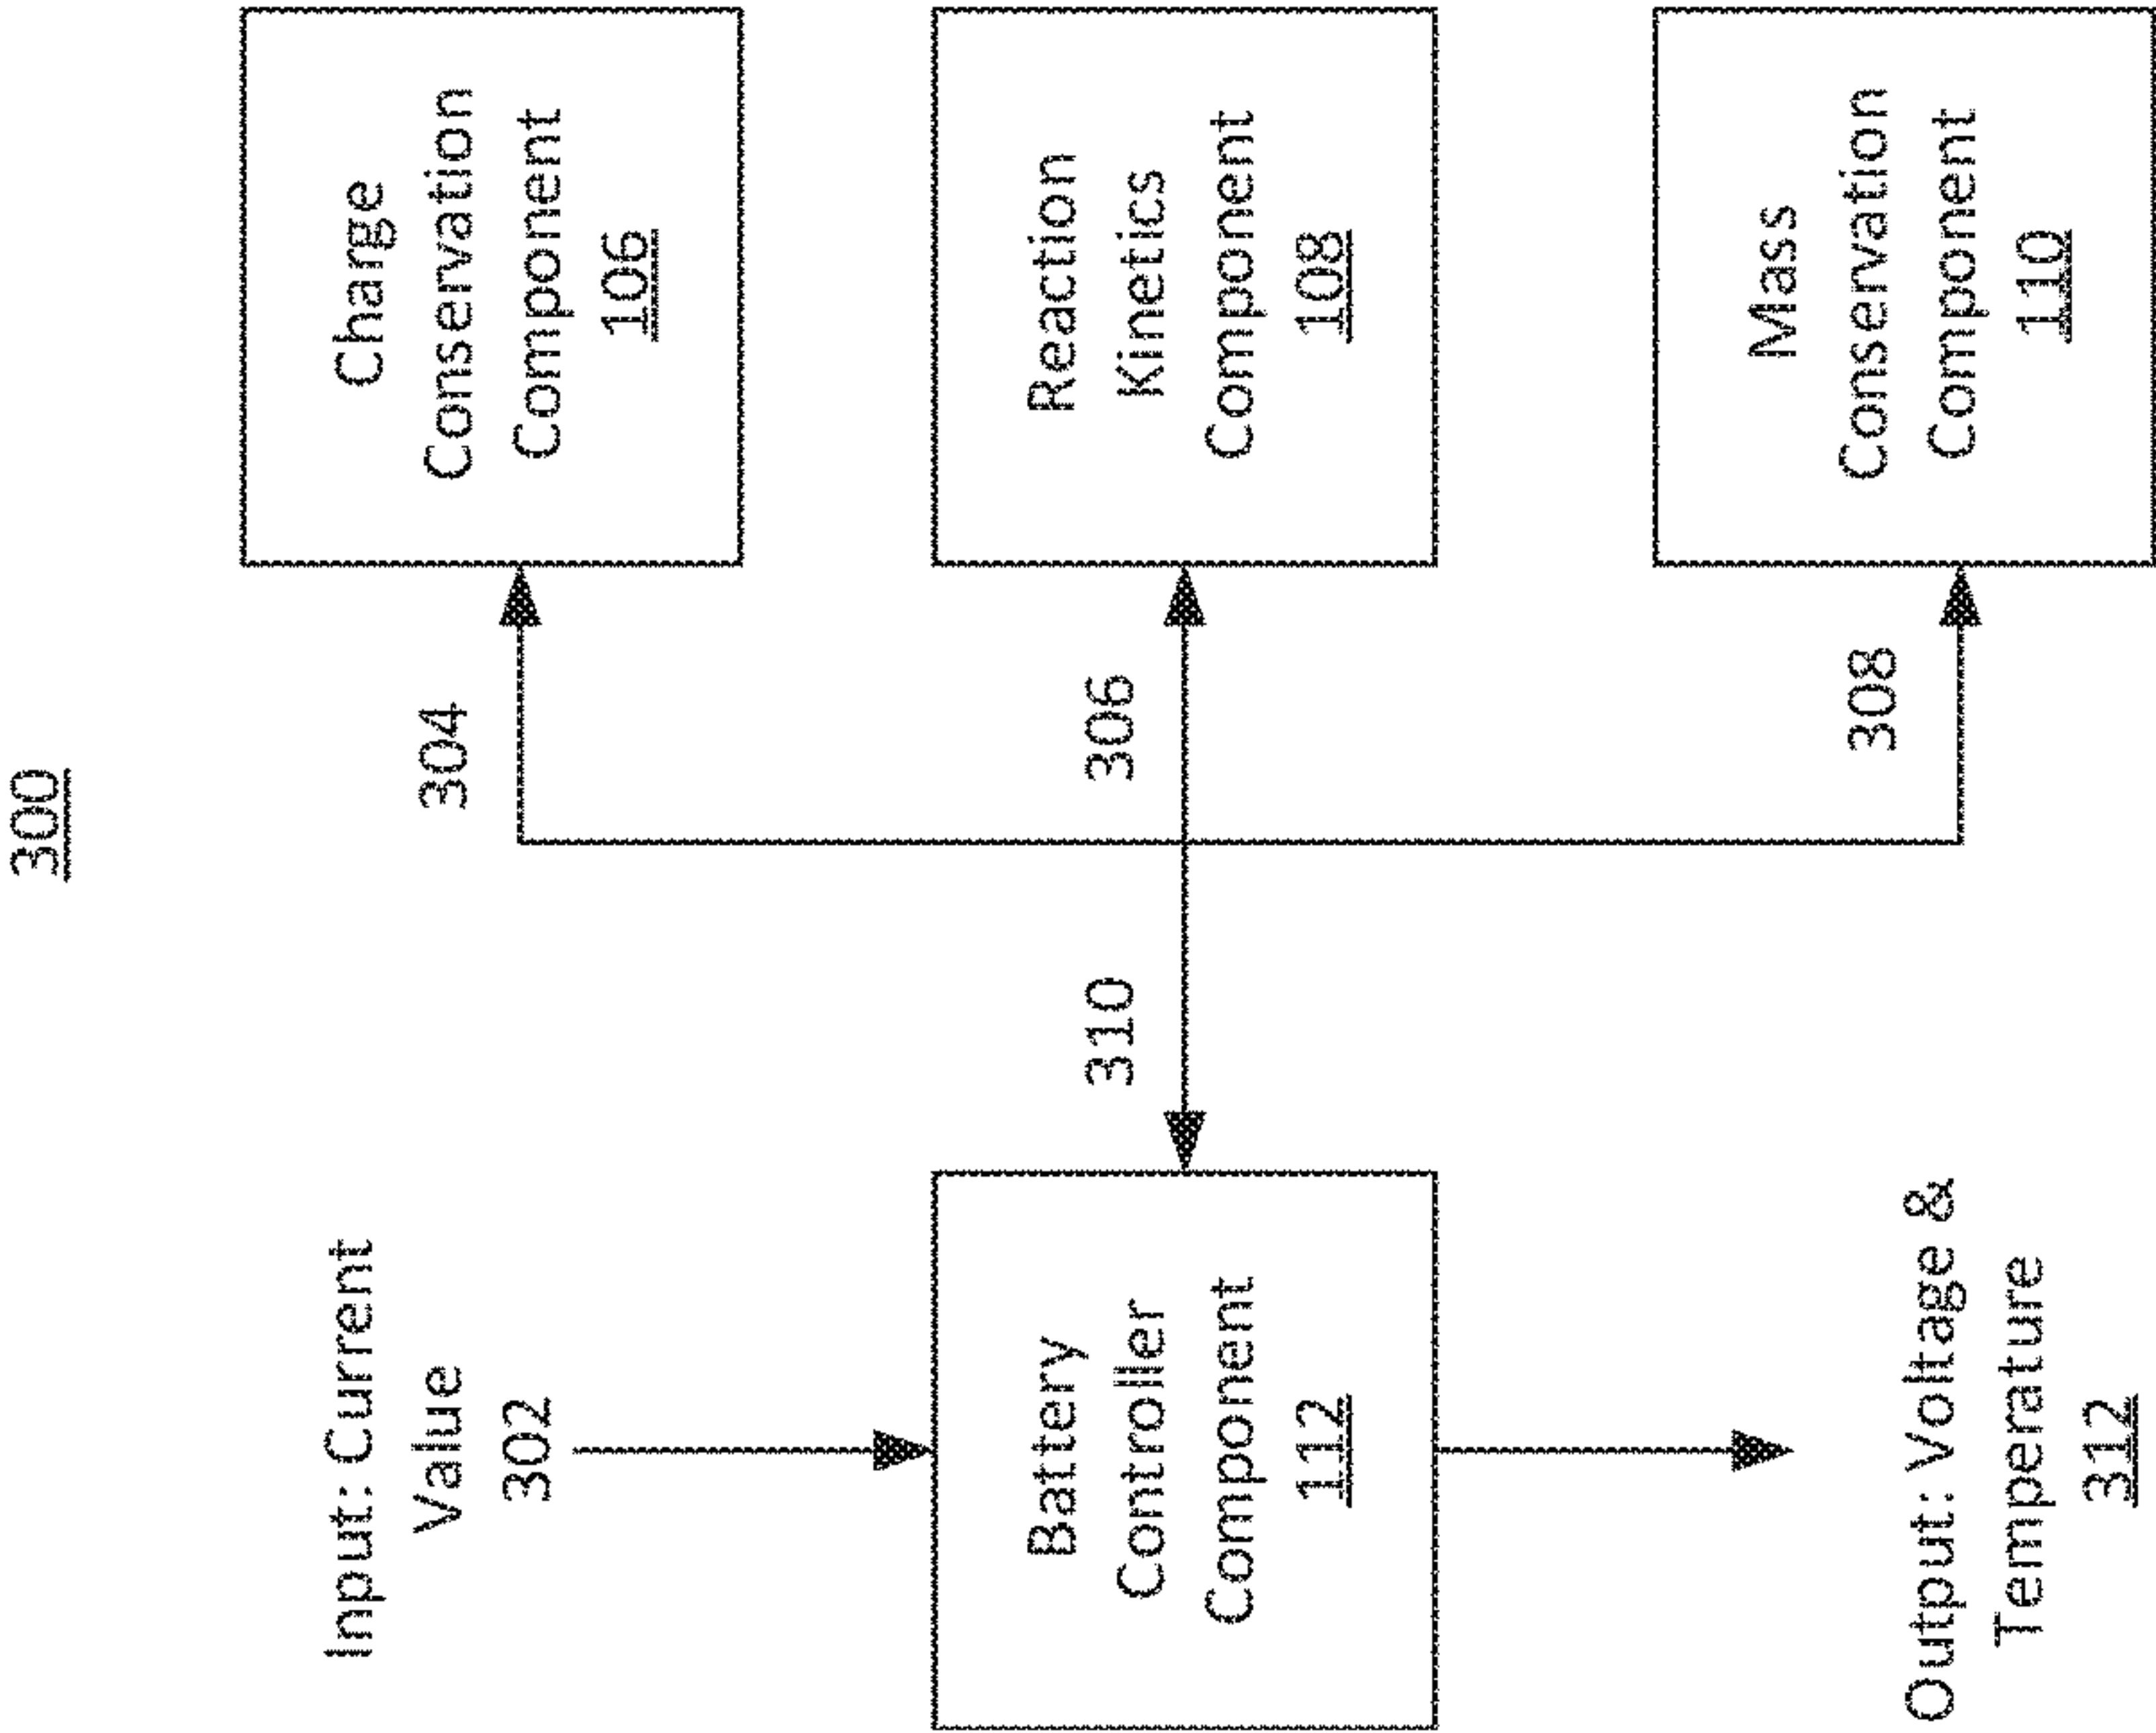 300
Input: Current
Value
302
304
Charge
Conservation
Component
106
Battery
Controller
Component
112
310
306
Reaction
Kinetics
Component
108
308
Mass
Conservation
Component
110
Output: Voltage &
Temperature
312